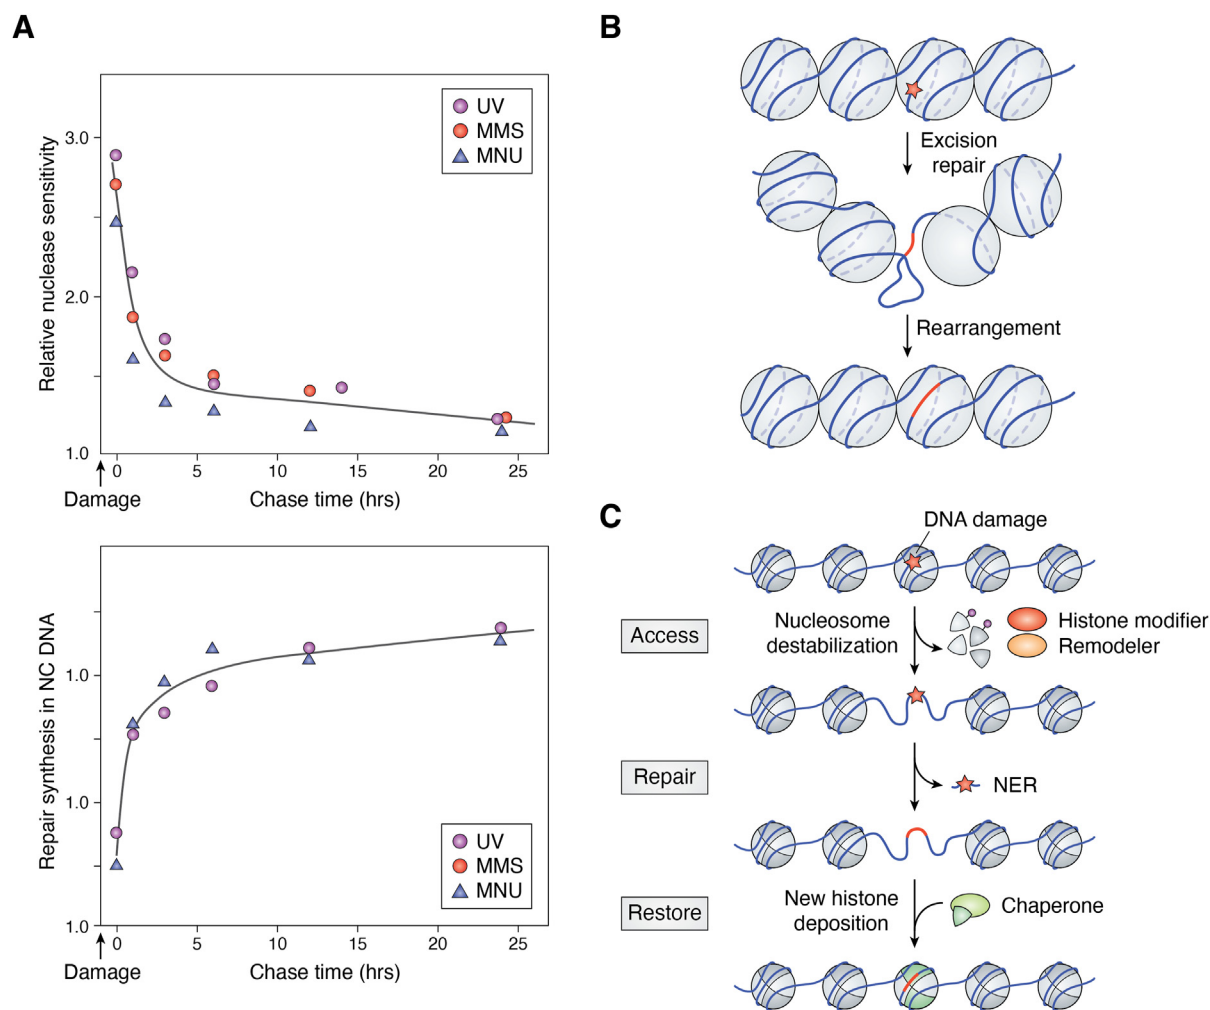 A
Relative nuclease sensitivity
3.0
2.0
1.0
UV
MMS
MNU
0
5
10
15
20
25
Damage
Chase time (hrs)
Repair synthesis in NC DNA
1.0
1.0
1.0
UV
MMS
MNU
0
5
10
15
20
25
Damage
Chase time (hrs)
B
Excision
repair
Rearrangement
C
DNA damage
Access
Nucleosome
destabilization
Histone modifier
Remodeler
Repair
NER
Restore
New histone
deposition
Chaperone